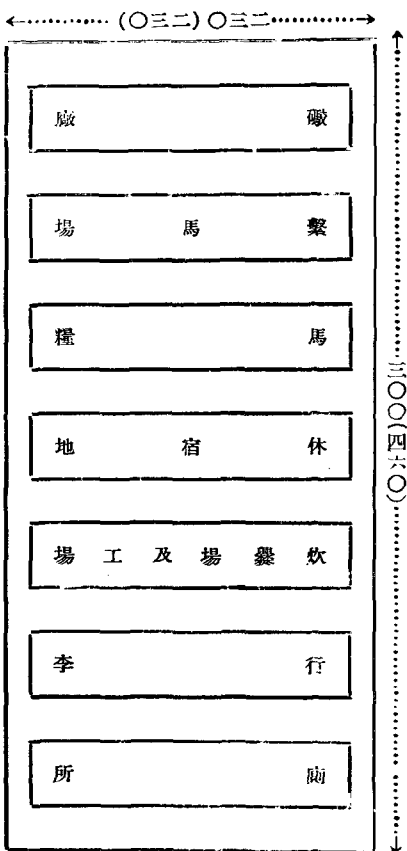 二三〇(二三〇)
三〇〇(四六〇)
礮廠
繫馬場
馬糧
休宿地
炊爨場及工場
行李
廁所